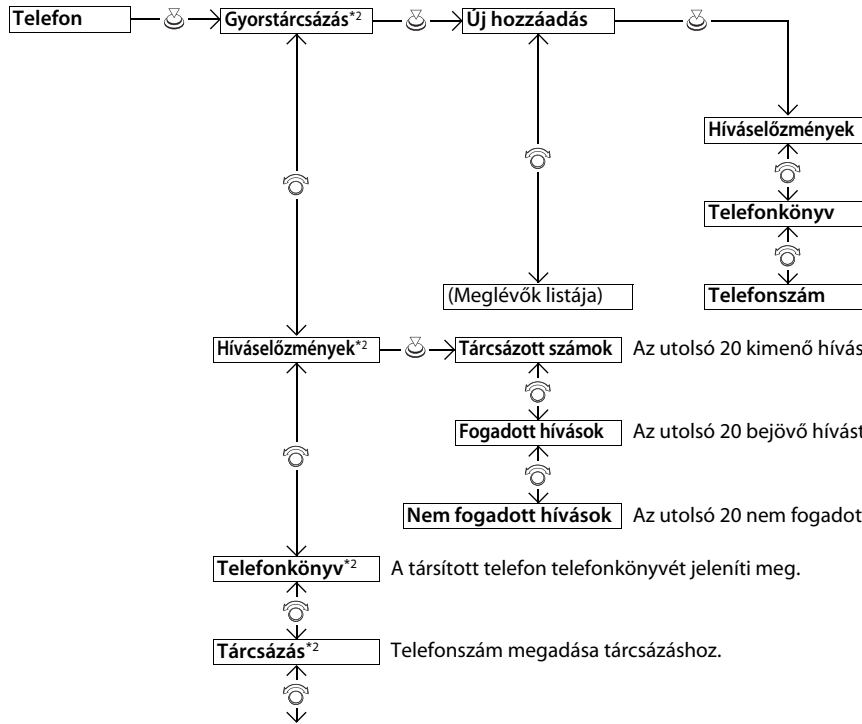 Telefon
Gyorstárcsázás*2
Új hozzáadás
Híváselőzmények
Telefonkönyv
(Meglévők listája)
Telefonszám
Híváselőzmények*2
Tárcsázott számok
Az utolsó 20 kimenő hívás
Fogadott hívások
Az utolsó 20 bejövő hívást
Nem fogadott hívások
Az utolsó 20 nem fogadot
Telefonkönyv*2
A társított telefon telefonkönyvét jeleníti meg.
Tárcsázás*2
Telefonszám megadása tárcsázáshoz.